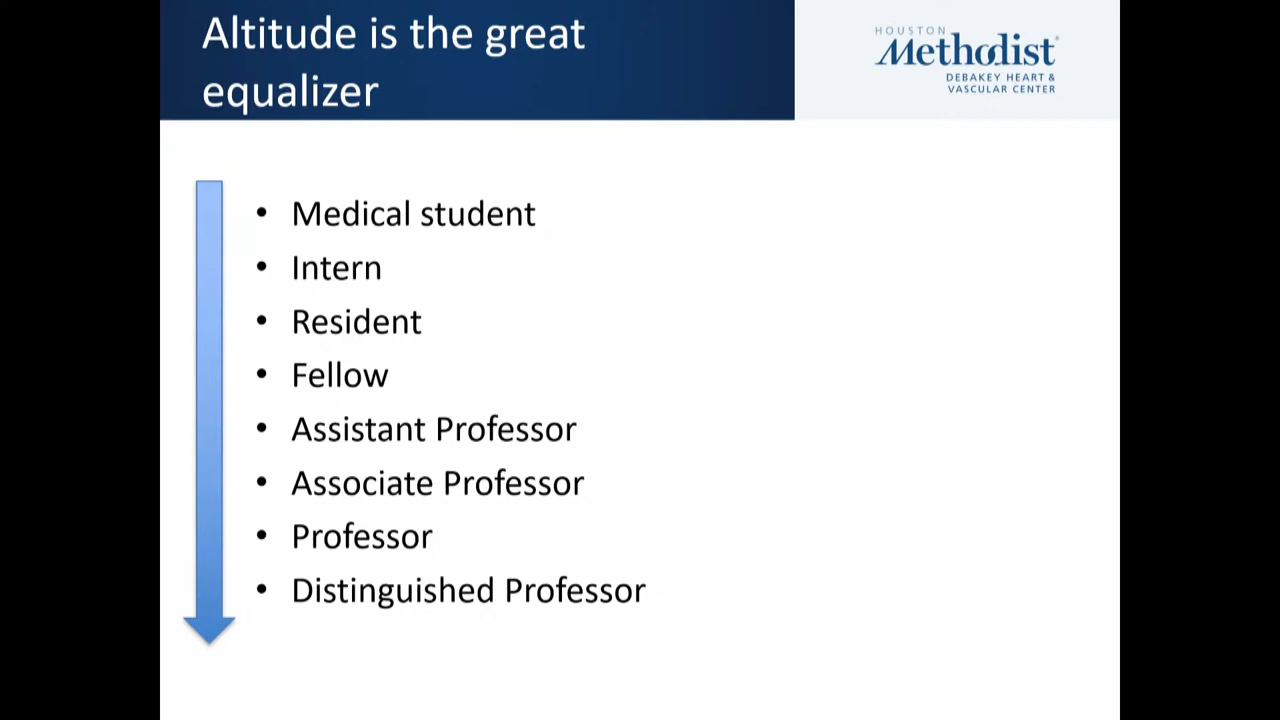 Altitude is the great
equalizer
HOUSTON
Methodist
DEBAKEY HEART &
VASCULAR CENTER
• Medical student
• Intern
• Resident
• Fellow
• Assistant Professor
• Associate Professor
• Professor
• Distinguished Professor